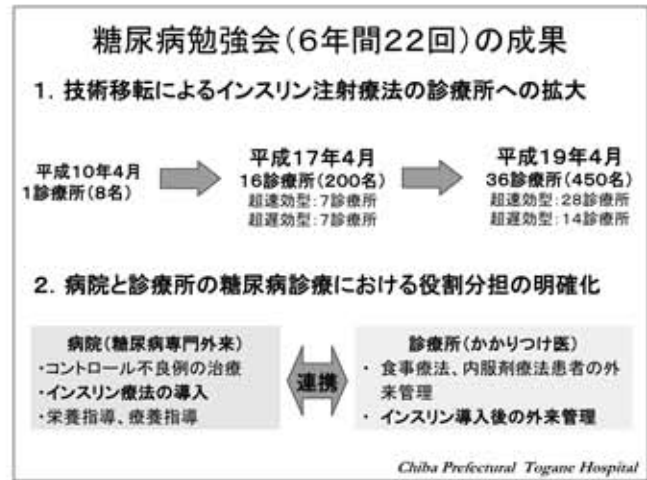 糖尿病勉強会(6年間22回)の成果
1. 技術移転によるインスリン注射療法の診療所への拡大
平成10年4月
1診療所(8名)
平成17年4月
16診療所(200名)
超速効型:7診療所
超遅効型:7診療所
平成19年4月
36診療所(450名)
超速効型:28診療所
超遅効型:14診療所
2. 病院と診療所の糖尿病診療における役割分担の明確化
病院(糖尿病専門外来)
・コントロール不良例の治療
・インスリン療法の導入
・栄養指導、療養指導
連携
診療所(かかりつけ医)
・ 食事療法、内服剤療法患者の外
来管理
・ インスリン導入後の外来管理
Chiba Prefectural Togane Hospital